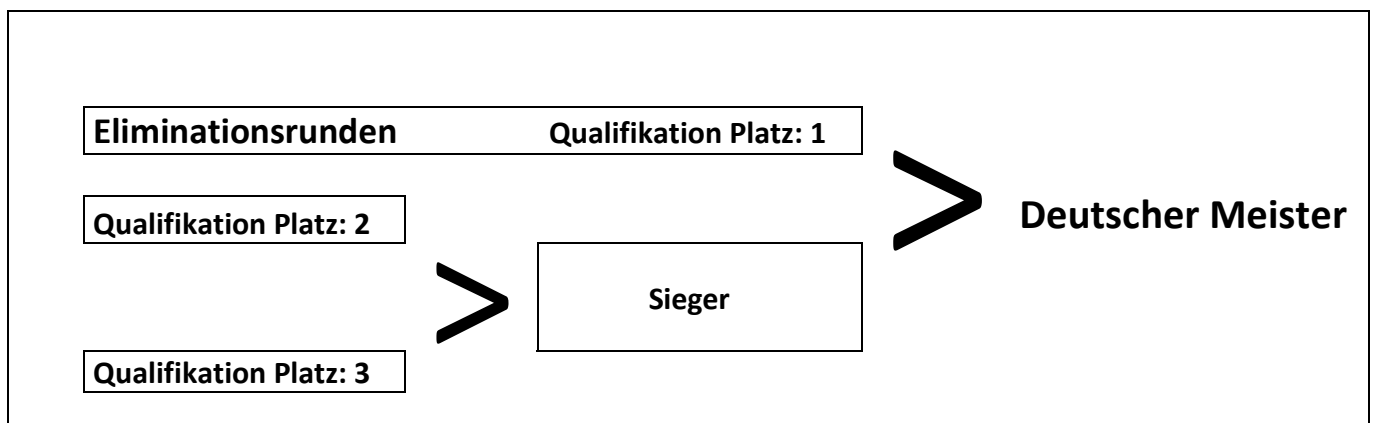 Eliminationsrunden Qualifikation Platz: 1
Qualifikation Platz: 2
Deutscher Meister
Sieger
Qualifikation Platz: 3